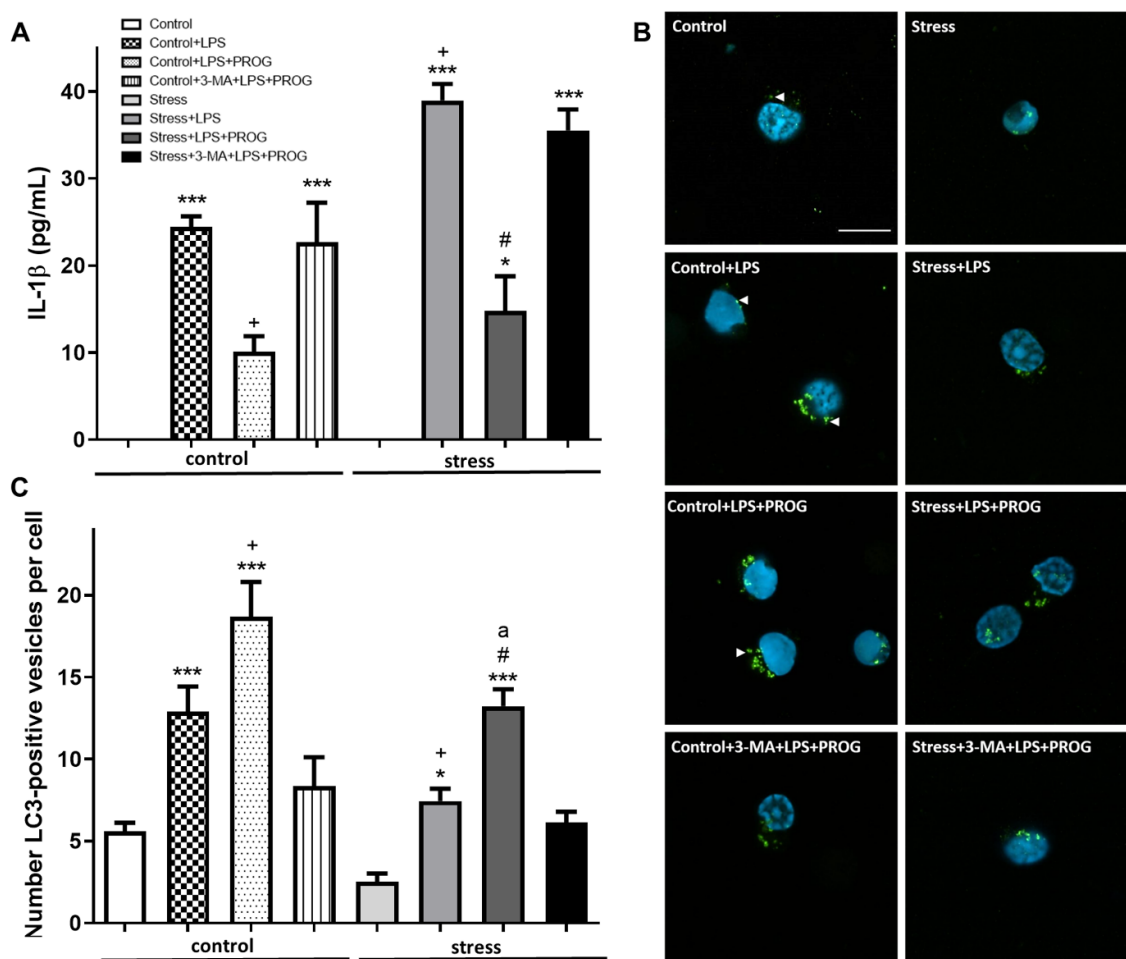 A
Control
Control+LPS
Control+LPS+PROG
Control+3-MA+LPS+PROG
Stress
Stress+LPS
Stress+LPS+PROG
Stress+3-MA+LPS+PROG
IL-1β (pg/mL)
40
30
20
10
0
***
+
***
+
***
#
*
***
control
stress
B
Control
Stress
Control+LPS
Stress+LPS
Control+LPS+PROG
Stress+LPS+PROG
Control+3-MA+LPS+PROG
Stress+3-MA+LPS+PROG
C
Number LC3-positive vesicles per cell
20
15
10
5
0
***
+
***
+
*
a
#
***
control
stress